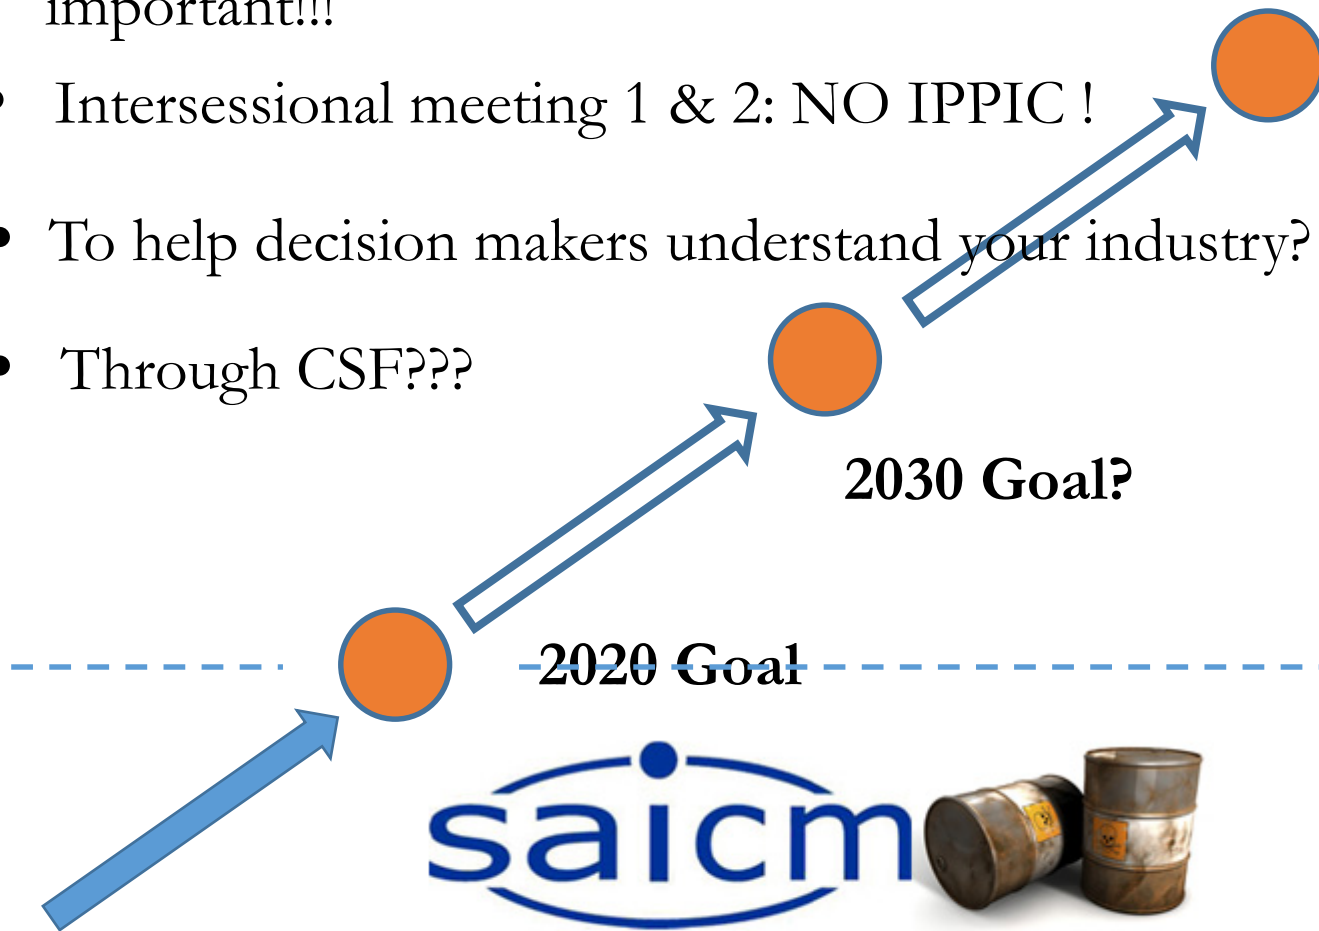 important!!!
• Intersessional meeting 1 & 2: NO IPPIC !
• To help decision makers understand your industry?
• Through CSF???
2030 Goal?
2020 Goal
saicm